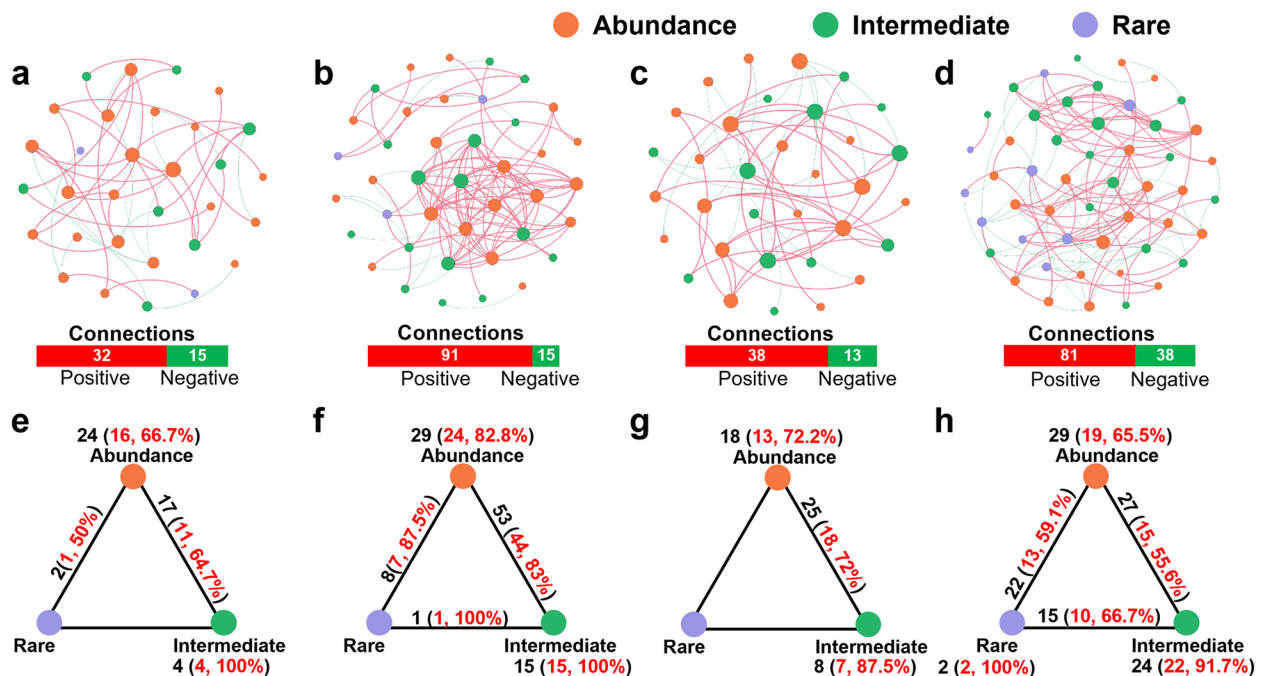 Abundance Intermediate Rare
a b c d
Connections Connections Connections Connections
32 15 91 15 38 13 81 38
Positive Negative Positive Negative Positive Negative Positive Negative
e f g h
24 (16, 66.7%)
Abundance
2(1, 50%)
17 (11, 64.7%)
Rare
Intermediate
4 (4, 100%)
29 (24, 82.8%)
Abundance
8(7, 87.5%)
53 (44, 83%)
1 (1, 100%)
Rare
Intermediate
15 (15, 100%)
18 (13, 72.2%)
Abundance
25 (18, 72%)
Rare
Intermediate
8 (7, 87.5%)
29 (19, 65.5%)
Abundance
22 (13, 59.1%)
27 (15, 55.6%)
15 (10, 66.7%)
Rare
2 (2, 100%)
Intermediate
24 (22, 91.7%)